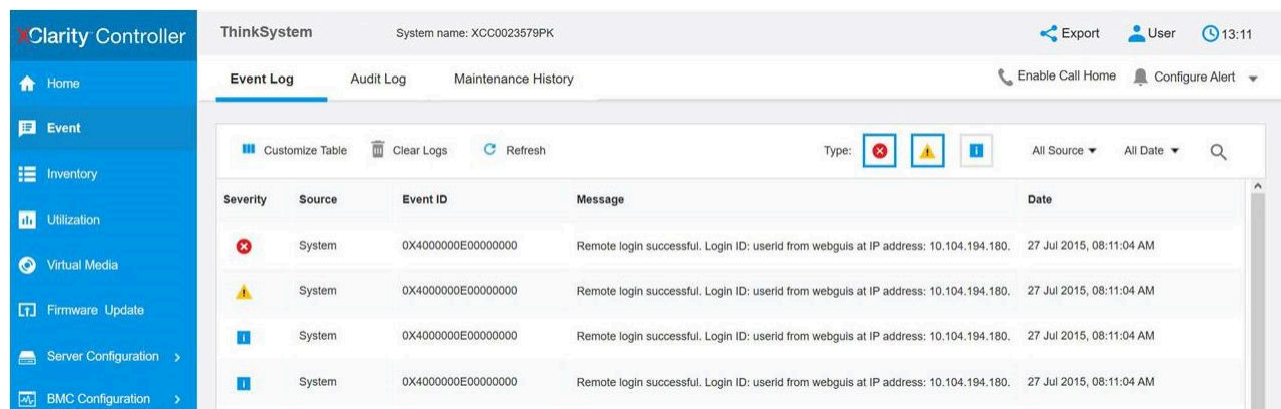 XClarity Controller
ThinkSystem System name: XCC0023579PK Export User 13:11
Home
Event Log Audit Log Maintenance History Enable Call Home Configure Alert
Event
Customize Table Clear Logs Refresh Type: All Source All Date
Inventory
Severity Source Event ID Message Date
Utilization
System 0X4000000E00000000 Remote login successful. Login ID: userid from webguis at IP address: 10.104.194.180. 27 Jul 2015, 08:11:04 AM
Virtual Media
System 0X4000000E00000000 Remote login successful. Login ID: userid from webguis at IP address: 10.104.194.180. 27 Jul 2015, 08:11:04 AM
Firmware Update
System 0X4000000E00000000 Remote login successful. Login ID: userid from webguis at IP address: 10.104.194.180. 27 Jul 2015, 08:11:04 AM
Server Configuration
System 0X4000000E00000000 Remote login successful. Login ID: userid from webguis at IP address: 10.104.194.180. 27 Jul 2015, 08:11:04 AM
BMC Configuration